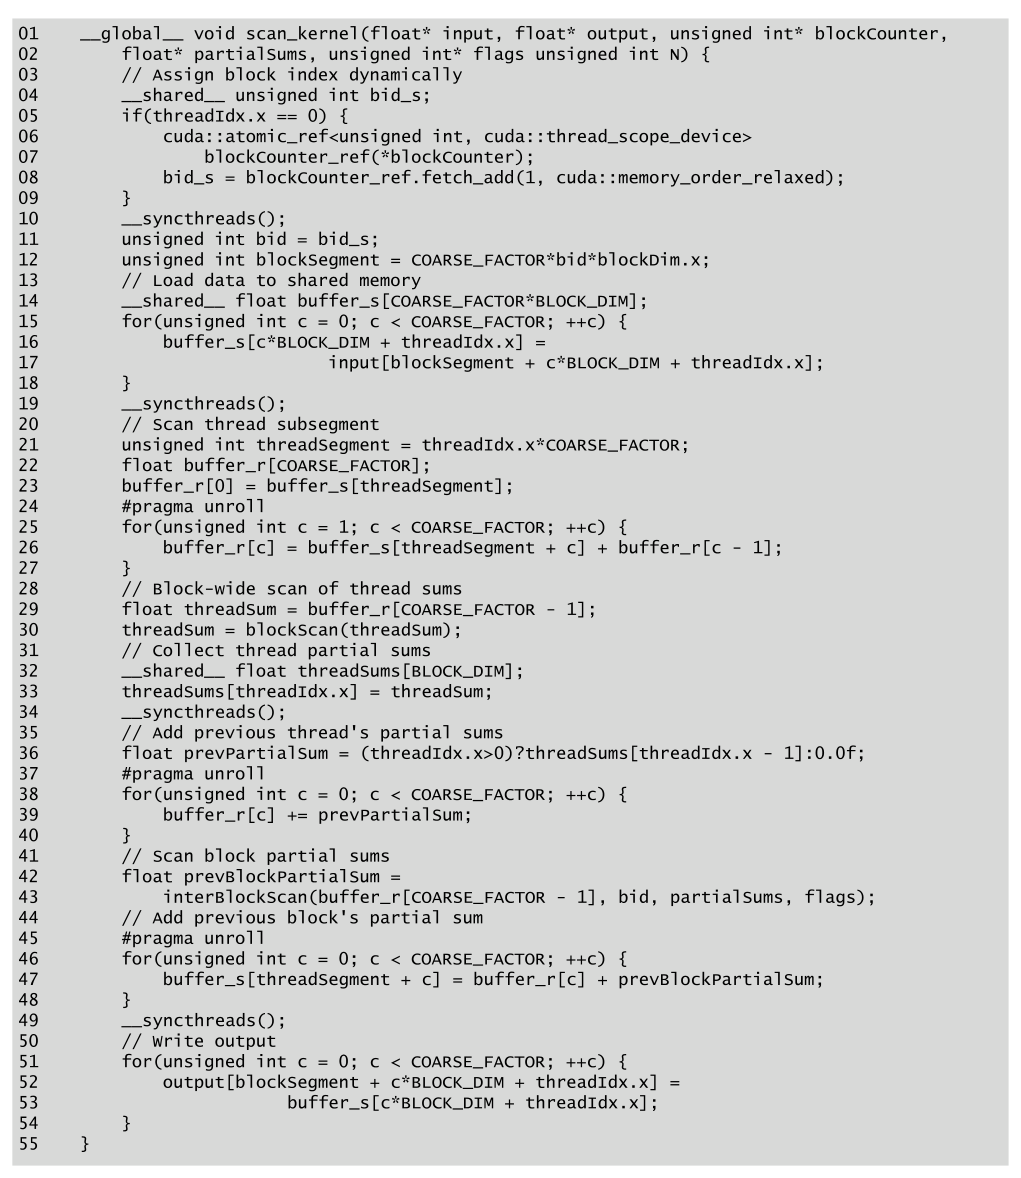 01    __global__ void scan_kernel(float* input, float* output, unsigned int* blockCounter,
02        float* partialSums, unsigned int* flags unsigned int N) {
03        // Assign block index dynamically
04        __shared__ unsigned int bid_s;
05        if(threadIdx.x == 0) {
06            cuda::atomic_ref<unsigned int, cuda::thread_scope_device>
07                blockCounter_ref(*blockCounter);
08            bid_s = blockCounter_ref.fetch_add(1, cuda::memory_order_relaxed);
09        }
10        __syncthreads();
11        unsigned int bid = bid_s;
12        unsigned int blockSegment = COARSE_FACTOR*bid*blockDim.x;
13        // Load data to shared memory
14        __shared__ float buffer_s[COARSE_FACTOR*BLOCK_DIM];
15        for(unsigned int c = 0; c < COARSE_FACTOR; ++c) {
16            buffer_s[c*BLOCK_DIM + threadIdx.x] =
17                            input[blockSegment + c*BLOCK_DIM + threadIdx.x];
18        }
19        __syncthreads();
20        // Scan thread subsegment
21        unsigned int threadSegment = threadIdx.x*COARSE_FACTOR;
22        float buffer_r[COARSE_FACTOR];
23        buffer_r[0] = buffer_s[threadSegment];
24        #pragma unroll
25        for(unsigned int c = 1; c < COARSE_FACTOR; ++c) {
26            buffer_r[c] = buffer_s[threadSegment + c] + buffer_r[c - 1];
27        }
28        // Block-wide scan of thread sums
29        float threadSum = buffer_r[COARSE_FACTOR - 1];
30        threadSum = blockScan(threadSum);
31        // Collect thread partial sums
32        __shared__ float threadSums[BLOCK_DIM];
33        threadSums[threadIdx.x] = threadSum;
34        __syncthreads();
35        // Add previous thread's partial sums
36        float prevPartialSum = (threadIdx.x>0)?threadSums[threadIdx.x - 1]:0.0f;
37        #pragma unroll
38        for(unsigned int c = 0; c < COARSE_FACTOR; ++c) {
39            buffer_r[c] += prevPartialSum;
40        }
41        // Scan block partial sums
42        float prevBlockPartialSum =
43            interBlockScan(buffer_r[COARSE_FACTOR - 1], bid, partialSums, flags);
44        // Add previous block's partial sum
45        #pragma unroll
46        for(unsigned int c = 0; c < COARSE_FACTOR; ++c) {
47            buffer_s[threadSegment + c] = buffer_r[c] + prevBlockPartialSum;
48        }
49        __syncthreads();
50        // Write output
51        for(unsigned int c = 0; c < COARSE_FACTOR; ++c) {
52            output[blockSegment + c*BLOCK_DIM + threadIdx.x] =
53                        buffer_s[c*BLOCK_DIM + threadIdx.x];
54        }
55    }